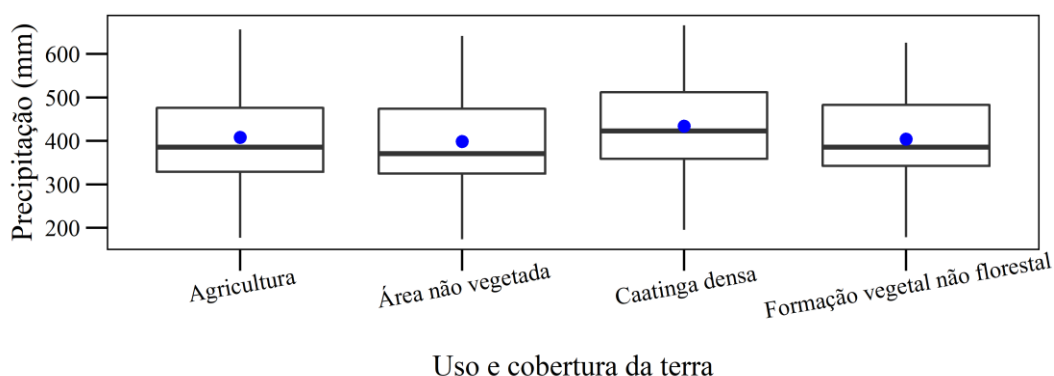 Precipitação (mm)
600
500
400
300
200
Agricultura
Área não vegetada
Caatinga densa
Formação vegetal não florestal
Uso e cobertura da terra